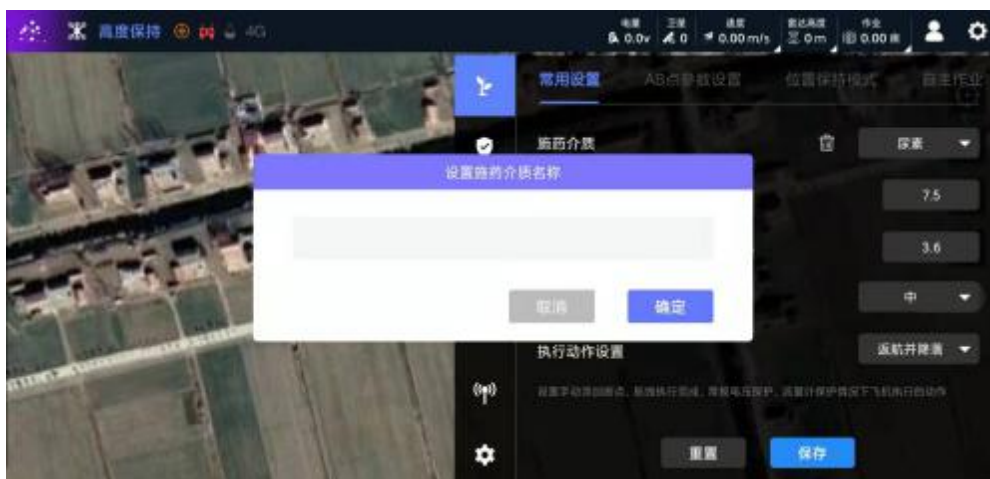 高度保持 4G
电量 卫星 速度 雷达高度 作业
0.0v 0 0.00 m/s 0 m 0.00 亩
常用设置 AB点参数设置 位置保持模式 自主作业
施药介质 尿素
设置施药介质名称
7.5
3.6
取消 确定
中
执行动作设置 返航并降落
重置 保存